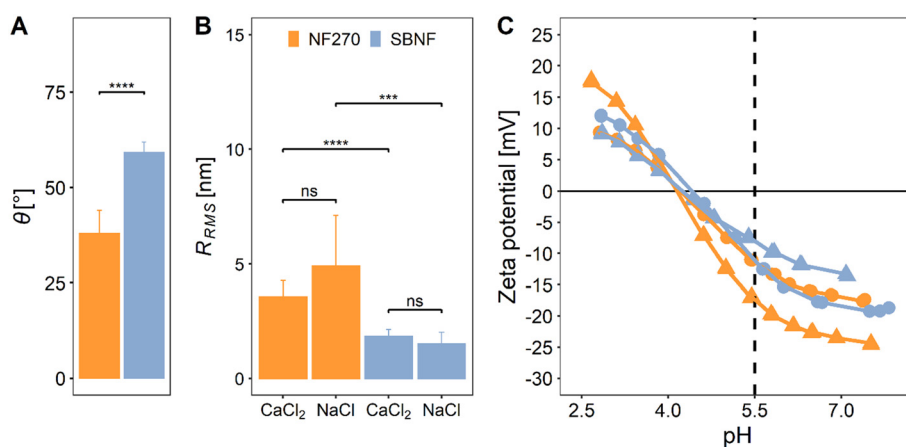 A
θ[°]
75
50
25
0
****
B
NF270 SBNF
R_RMS [nm]
15
10
5
0
***
****
ns
ns
CaCl₂ NaCl CaCl₂ NaCl
C
Zeta potential [mV]
25
20
15
10
5
0
-5
-10
-15
-20
-25
-30
2.5 4.0 5.5 7.0
pH